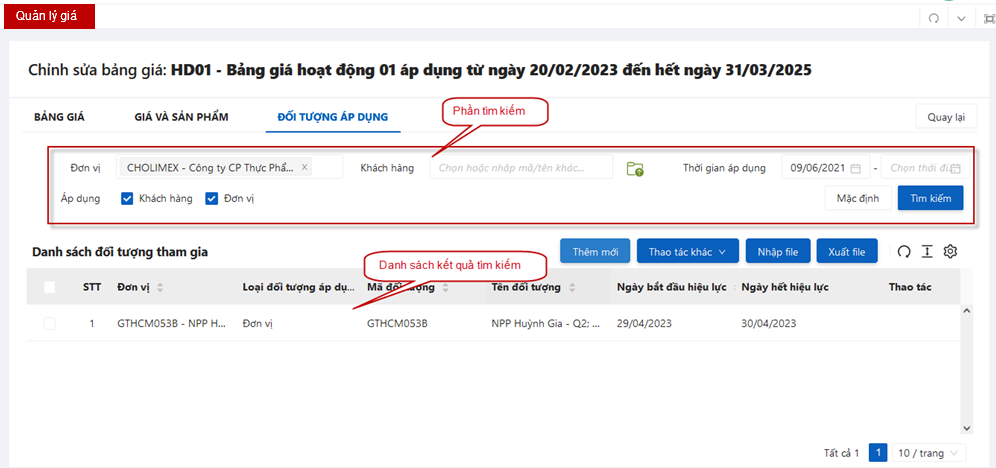 Quản lý giá
Chỉnh sửa bảng giá: HD01 - Bảng giá hoạt động 01 áp dụng từ ngày 20/02/2023 đến hết ngày 31/03/2025
BẢNG GIÁ GIÁ VÀ SẢN PHẨM ĐỐI TƯỢNG ÁP DỤNG Phần tìm kiếm Quay lại
Đơn vị CHOLIMEX - Công ty CP Thực Phẩ... × Khách hàng Chọn hoặc nhập mã/tên khác... Thời gian áp dụng 09/06/2021 - Chọn thời đi
Áp dụng Khách hàng Đơn vị Mặc định Tìm kiếm
Danh sách đối tượng tham gia Thêm mới Thao tác khác Nhập file Xuất file
Danh sách kết quả tìm kiếm
STT Đơn vị Loại đối tượng áp dụ... Mã đối tượng Tên đối tượng Ngày bắt đầu hiệu lực Ngày hết hiệu lực Thao tác
1 GTHCM053B - NPP H... Đơn vị GTHCM053B NPP Huỳnh Gia - Q2; ... 29/04/2023 30/04/2023
Tất cả 1 1 10 / trang